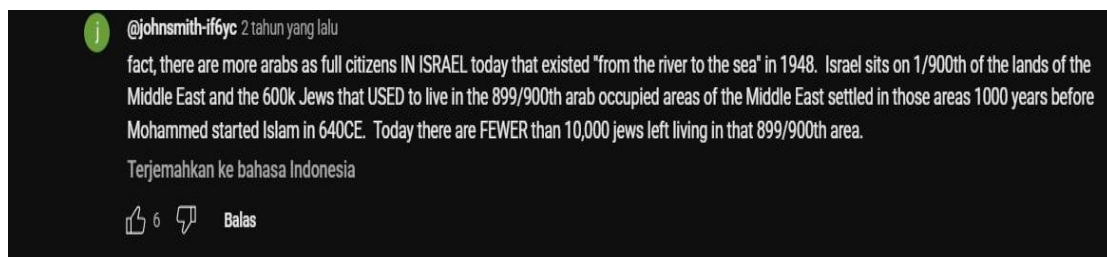 j
@johnsmith-if6yc 2 tahun yang lalu
fact, there are more arabs as full citizens IN ISRAEL today that existed "from the river to the sea" in 1948. Israel sits on 1/900th of the lands of the
Middle East and the 600k Jews that USED to live in the 899/900th arab occupied areas of the Middle East settled in those areas 1000 years before
Mohammed started Islam in 640CE. Today there are FEWER than 10,000 jews left living in that 899/900th area.
Terjemahkan ke bahasa Indonesia
6 Balas